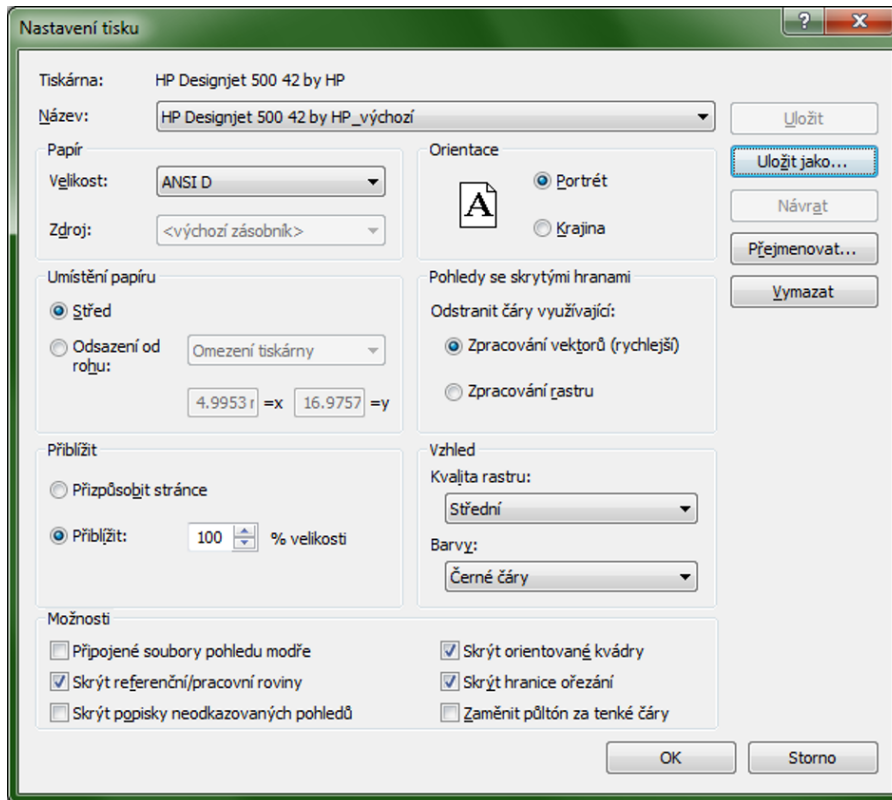 Nastavení tisku
Tiskárna: HP Designjet 500 42 by HP
Název: HP Designjet 500 42 by HP_výchozí
Uložit
Papír
Velikost: ANSI D
Zdroj: <výchozí zásobník>
Orientace
A
Portrét
Krajina
Uložit jako...
Návrat
Přejmenovat...
Vymazat
Umístění papíru
Střed
Odsazení od
rohu:
Omezení tiskárny
4.9953 r =x 16.9757 =y
Pohledy se skrytými hranami
Odstranit čáry využívající:
Zpracování vektorů (rychlejší)
Zpracování rastru
Přiblížit
Přizpůsobit stránce
Přiblížit: 100 % velikosti
Vzhled
Kvalita rastru:
Střední
Barvy:
Černé čáry
Možnosti
Připojené soubory pohledu modře
Skrýt referenční/pracovní roviny
Skrýt popisky neodkazovaných pohledů
Skrýt orientované kvádry
Skrýt hranice ořezání
Zaměnit půltón za tenké čáry
OK
Storno